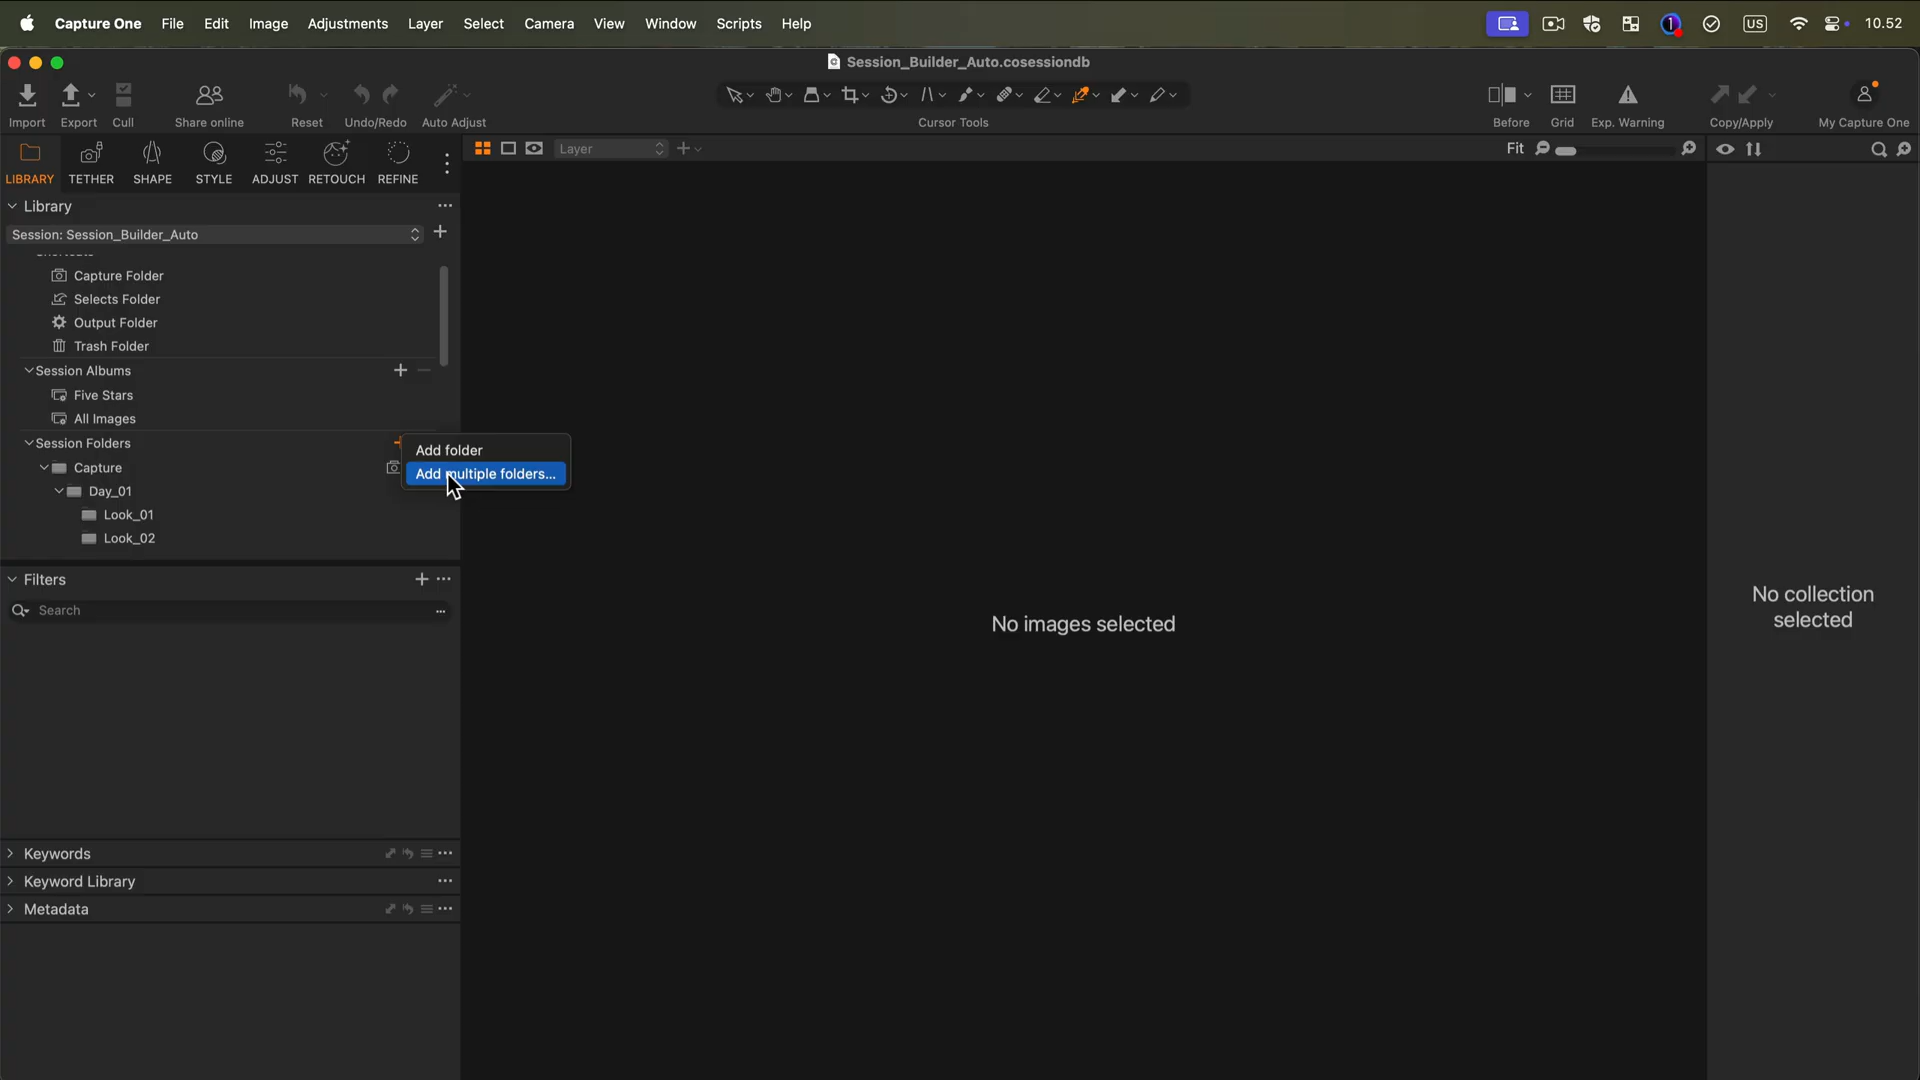 Capture One File Edit Image Adjustments Layer Select Camera View Window Scripts Help 1 US 10.52
Session_Builder_Auto.cosessiondb
Import Export Cull Share online Reset Undo/Redo Auto Adjust Cursor Tools Before Grid Exp. Warning Copy/Apply My Capture One
LIBRARY TETHER SHAPE STYLE ADJUST RETOUCH REFINE
Layer
Fit
Library
Session: Session_Builder_Auto
Capture Folder
Selects Folder
Output Folder
Trash Folder
Session Albums
Five Stars
All Images
Session Folders
Add folder
Capture
Add multiple folders...
Day_01
Look_01
Look_02
Filters
Search
No images selected
No collection
selected
Keywords
Keyword Library
Metadata